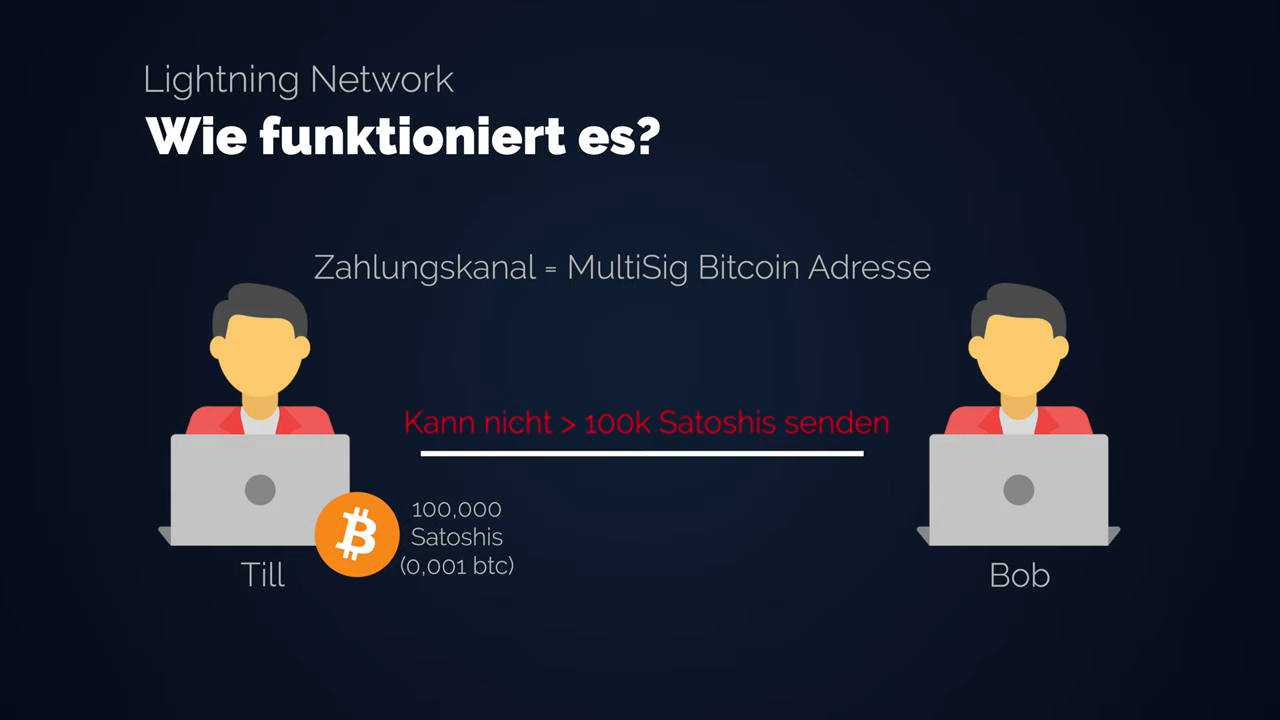 Lightning Network
Wie funktioniert es?
Zahlungskanal = MultiSig Bitcoin Adresse
Kann nicht > 100k Satoshis senden
100,000
Satoshis
(0,001 btc)
Till
Bob